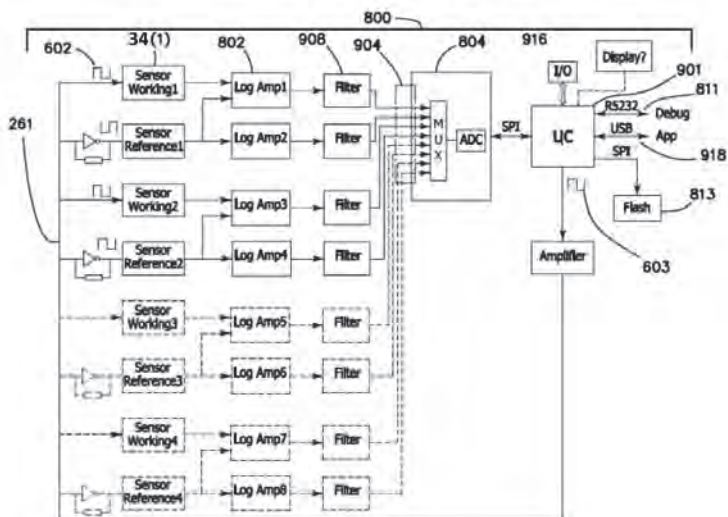 800
602
34(1)
802
908
904
804
916
Display?
901
I/O
811
Sensor
Working1
Log Amp1
Filter
RS232
Debug
261
Sensor
Reference1
Log Amp2
Filter
M
U
X
ADC
SPI
UC
USB
App
SPI
918
Sensor
Working2
Log Amp3
Filter
Flash
813
Sensor
Reference2
Log Amp4
Filter
603
Amplifier
Sensor
Working3
Log Amp5
Filter
Sensor
Reference3
Log Amp6
Filter
Sensor
Working4
Log Amp7
Filter
Sensor
Reference4
Log Amp8
Filter